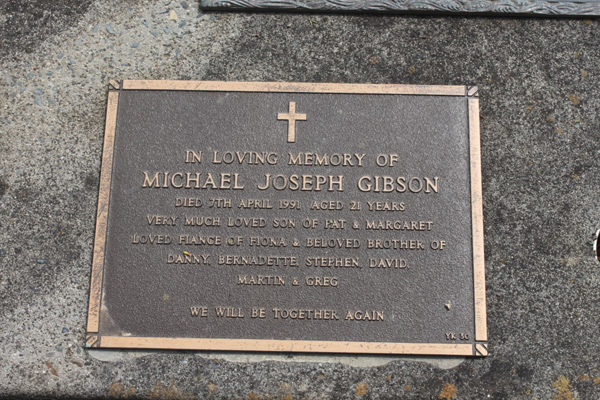 IN LOVING MEMORY OF
MICHAEL JOSEPH GIBSON
DIED 7TH APRIL 1991 AGED 21 YEARS
VERY MUCH LOVED SON OF PAT & MARGARET
LOVED FIANCE OF FIONA & BELOVED BROTHER OF
DANNY, BERNADETTE, STEPHEN, DAVID,
MARTIN & GREG
WE WILL BE TOGETHER AGAIN